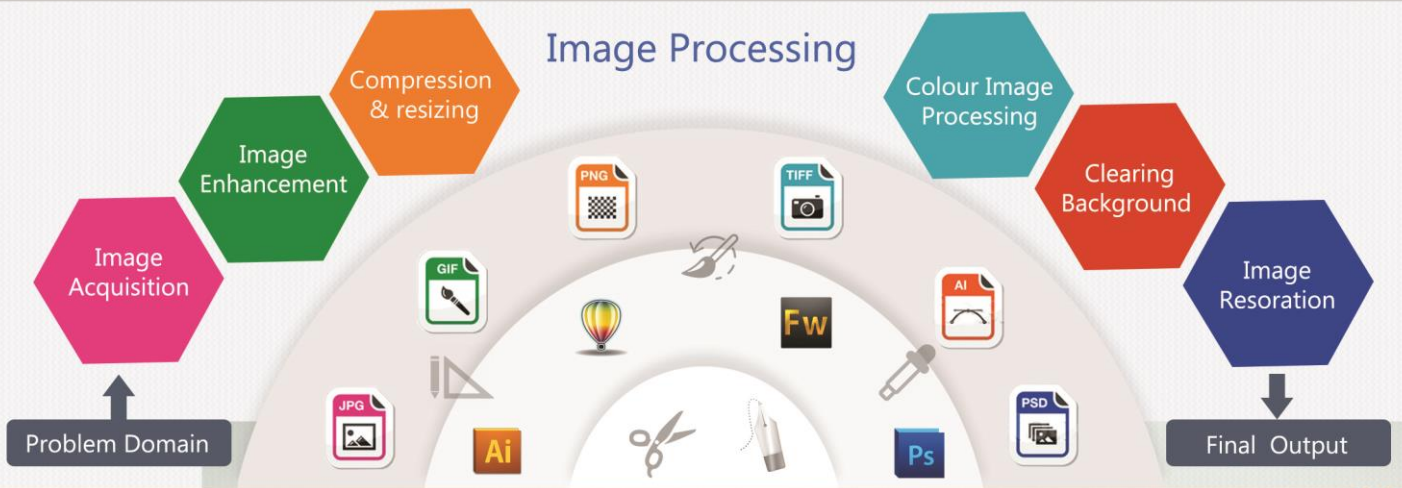 Image Processing
Compression
& resizing
Colour Image
Processing
Image
Enhancement
Clearing
Background
Image
Acquisition
Image
Resoration
PNG
TIFF
GIF
AI
JPG
PSD
Fw
Ai
Ps
Problem Domain
Final Output